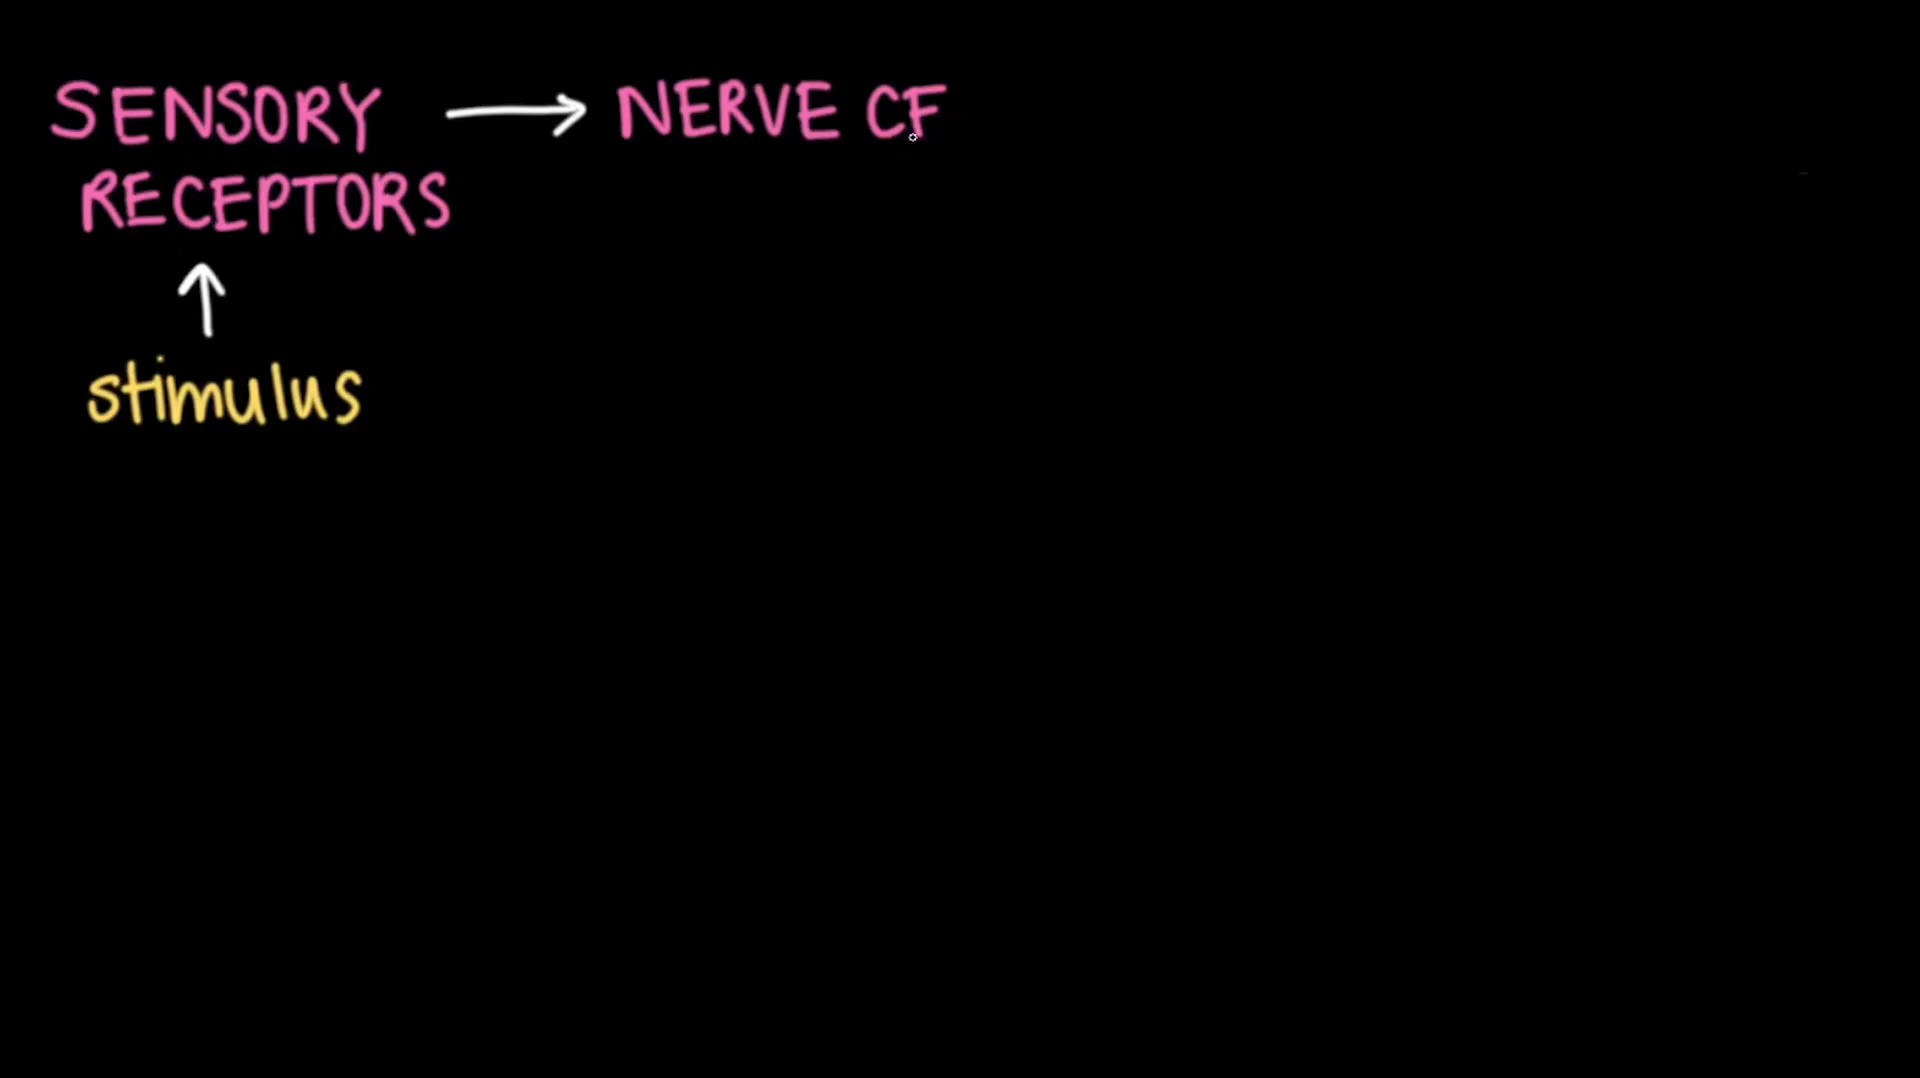 SENSORY → NERVE CF
RECEPTORS
↑
stimulus